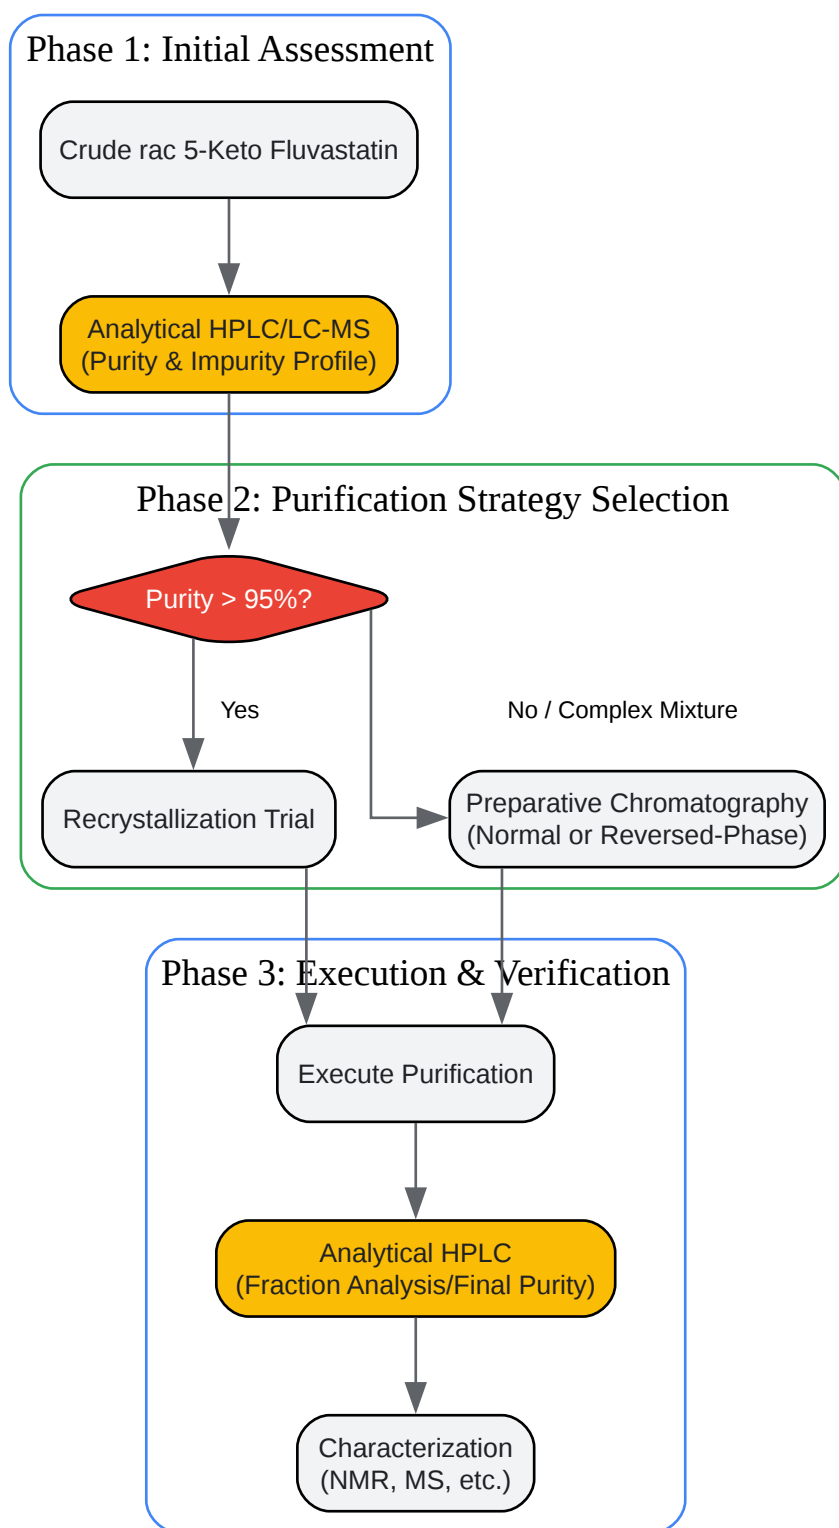 Phase 1: Initial Assessment
Crude rac 5-Keto Fluvastatin
Analytical HPLC/LC-MS
(Purity & Impurity Profile)
Phase 2: Purification Strategy Selection
Purity > 95%?
Yes
No / Complex Mixture
Recrystallization Trial
Preparative Chromatography
(Normal or Reversed-Phase)
Phase 3: Execution & Verification
Execute Purification
Analytical HPLC
(Fraction Analysis/Final Purity)
Characterization
(NMR, MS, etc.)